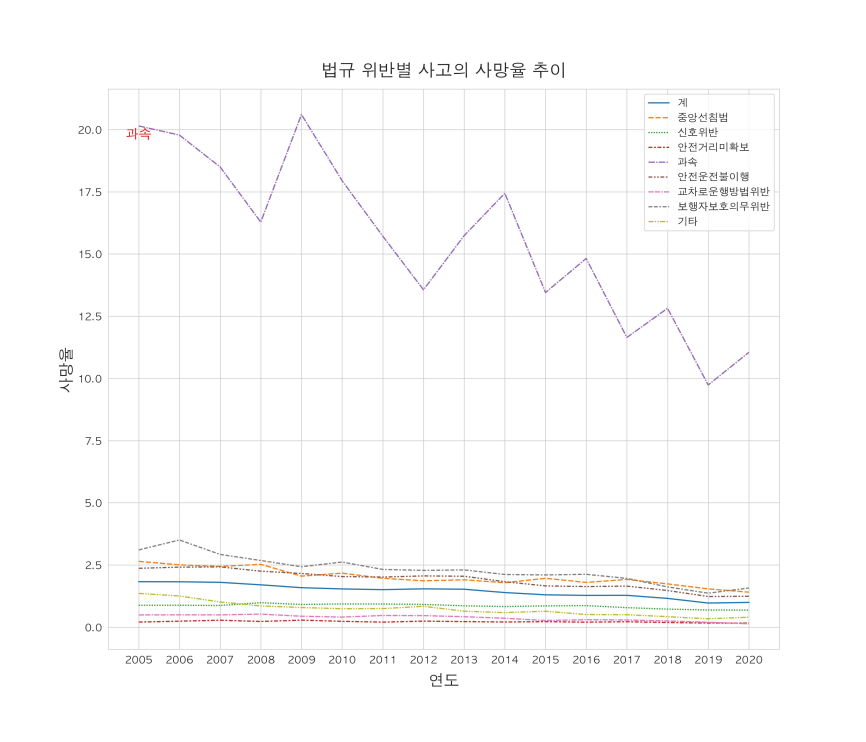 법규 위반별 사고의 사망율 추이
계
중앙선침범
신호위반
안전거리미확보
과속
안전운전불이행
교차로운행방법위반
보행자보호의무위반
기타
과속
20.0
17.5
15.0
12.5
10.0
7.5
5.0
2.5
0.0
사망율
2005 2006 2007 2008 2009 2010 2011 2012 2013 2014 2015 2016 2017 2018 2019 2020
연도